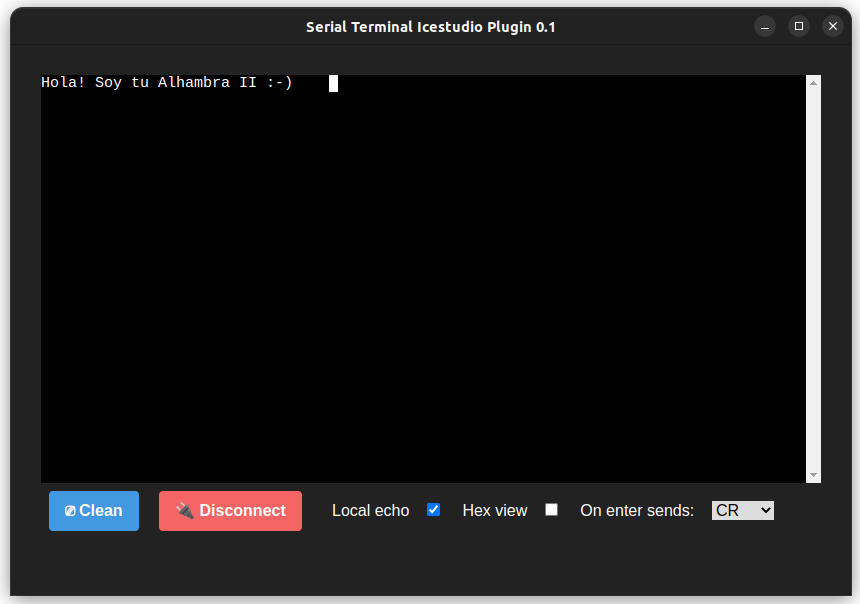 Serial Terminal Icestudio Plugin 0.1
Hola! Soy tu Alhambra II :-)
Clean
Disconnect
Local echo
Hex view
On enter sends:
CR